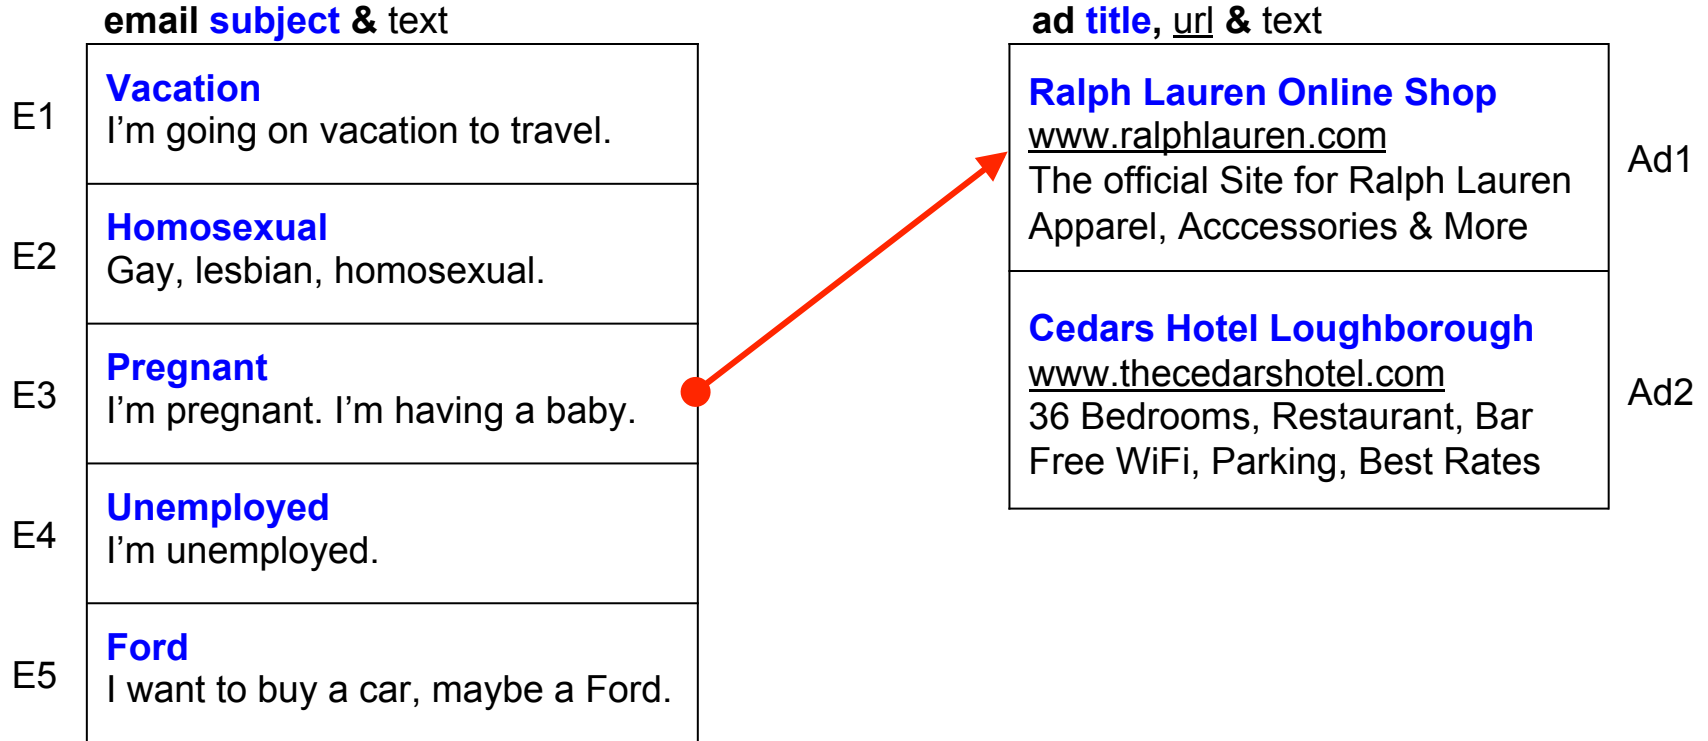 email subject & text
E1
Vacation
I'm going on vacation to travel.
E2
Homosexual
Gay, lesbian, homosexual.
E3
Pregnant
I'm pregnant. I'm having a baby.
E4
Unemployed
I'm unemployed.
E5
Ford
I want to buy a car, maybe a Ford.
ad title, url & text
Ralph Lauren Online Shop
www.ralphlauren.com
The official Site for Ralph Lauren
Apparel, Acccessories & More
Ad1
Cedars Hotel Loughborough
www.thecedarshotel.com
36 Bedrooms, Restaurant, Bar
Free WiFi, Parking, Best Rates
Ad2